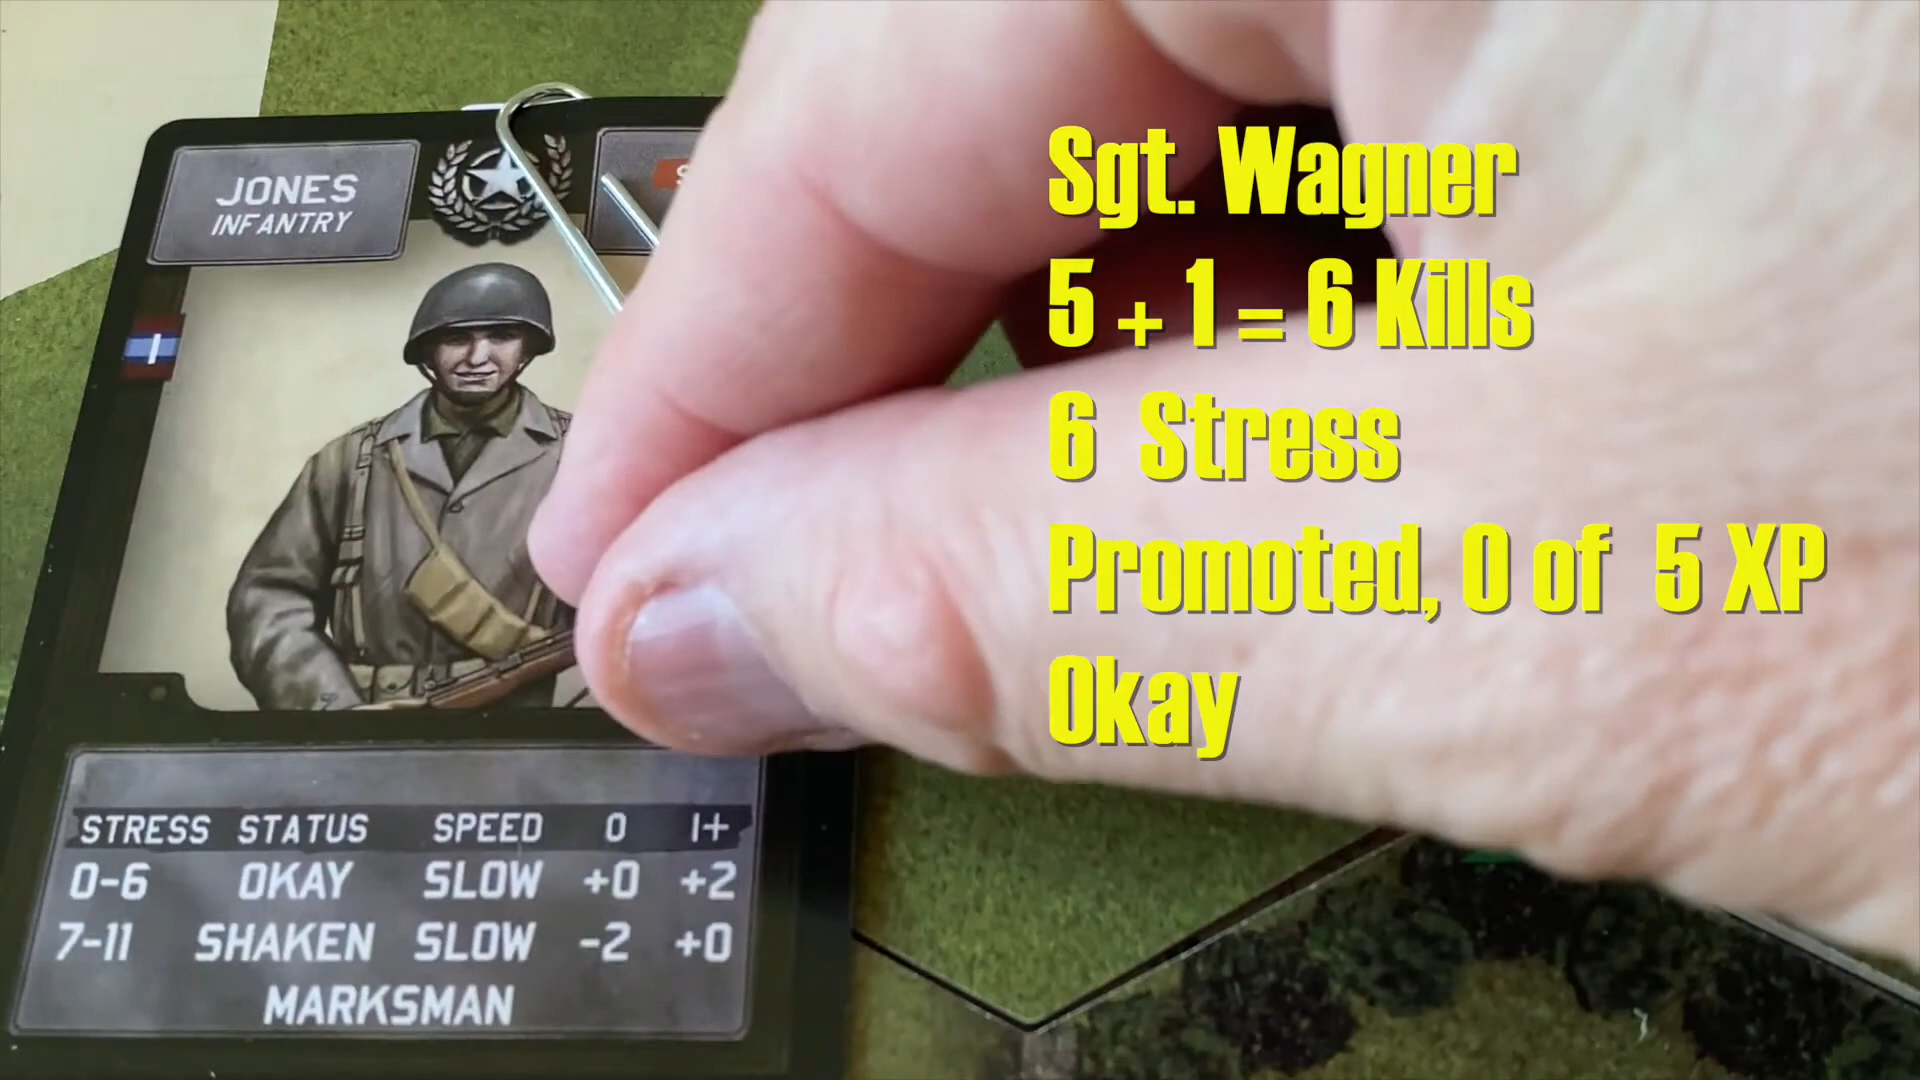 JONES
INFANTRY
Sgt. Wagner
5 + 1 = 6 Kills
6 Stress
Promoted, 0 of 5 XP
Okay
STRESS STATUS SPEED 0 1+
0-6 OKAY SLOW +0 +2
7-11 SHAKEN SLOW -2 +0
MARKSMAN